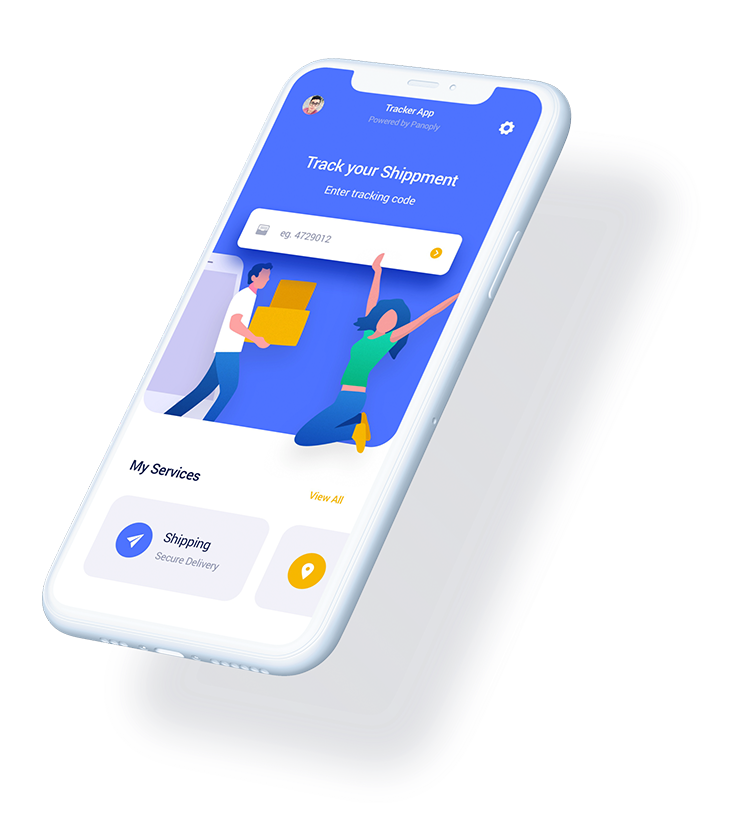 Tracker App
Powered by Panoply
Track your Shippment
Enter tracking code
eg. 4729012
My Services
View All
Shipping
Secure Delivery